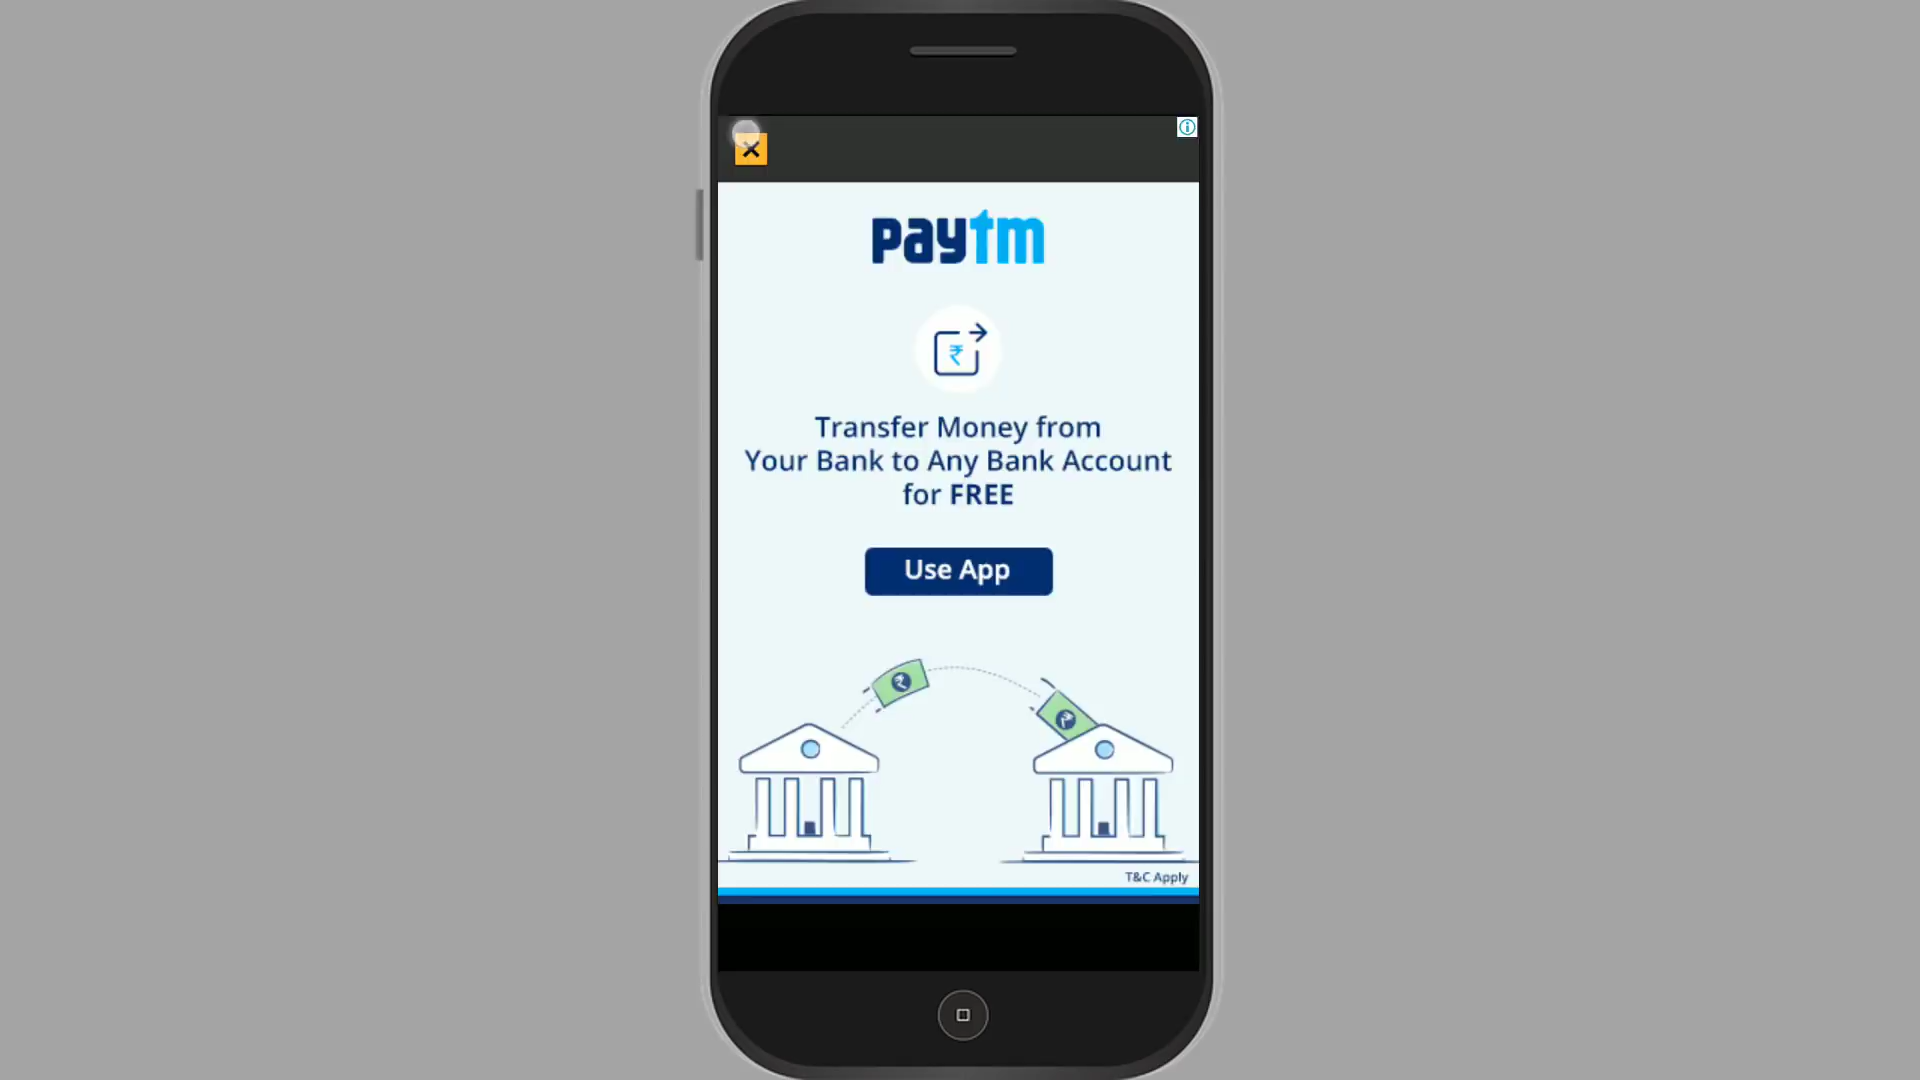 paytm
₹
Transfer Money from
Your Bank to Any Bank Account
for FREE
Use App
₹
₹
T&C Apply